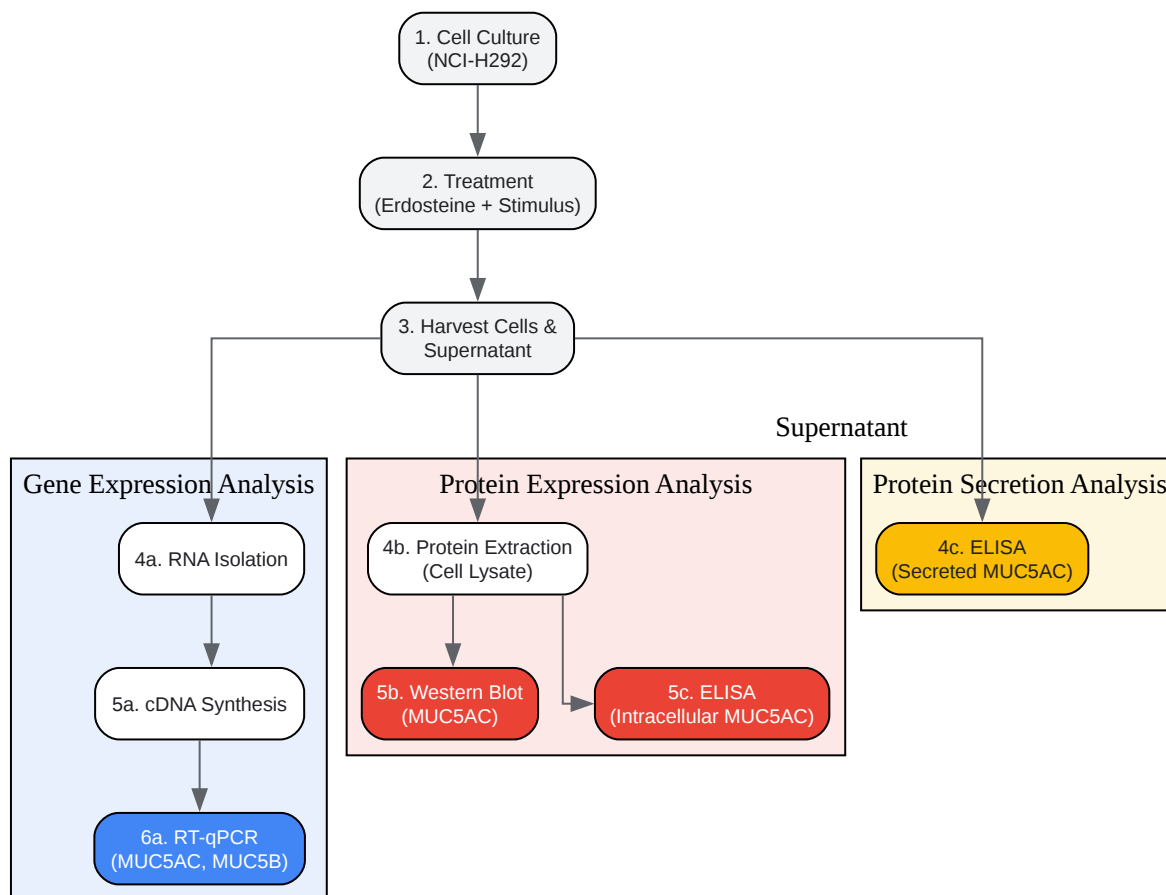 1. Cell Culture
(NCI-H292)
2. Treatment
(Erdosteine + Stimulus)
3. Harvest Cells &
Supernatant
Supernatant
Gene Expression Analysis
4a. RNA Isolation
5a. cDNA Synthesis
6a. RT-qPCR
(MUC5AC, MUC5B)
Protein Expression Analysis
4b. Protein Extraction
(Cell Lysate)
5b. Western Blot
(MUC5AC)
5c. ELISA
(Intracellular MUC5AC)
Protein Secretion Analysis
4c. ELISA
(Secreted MUC5AC)